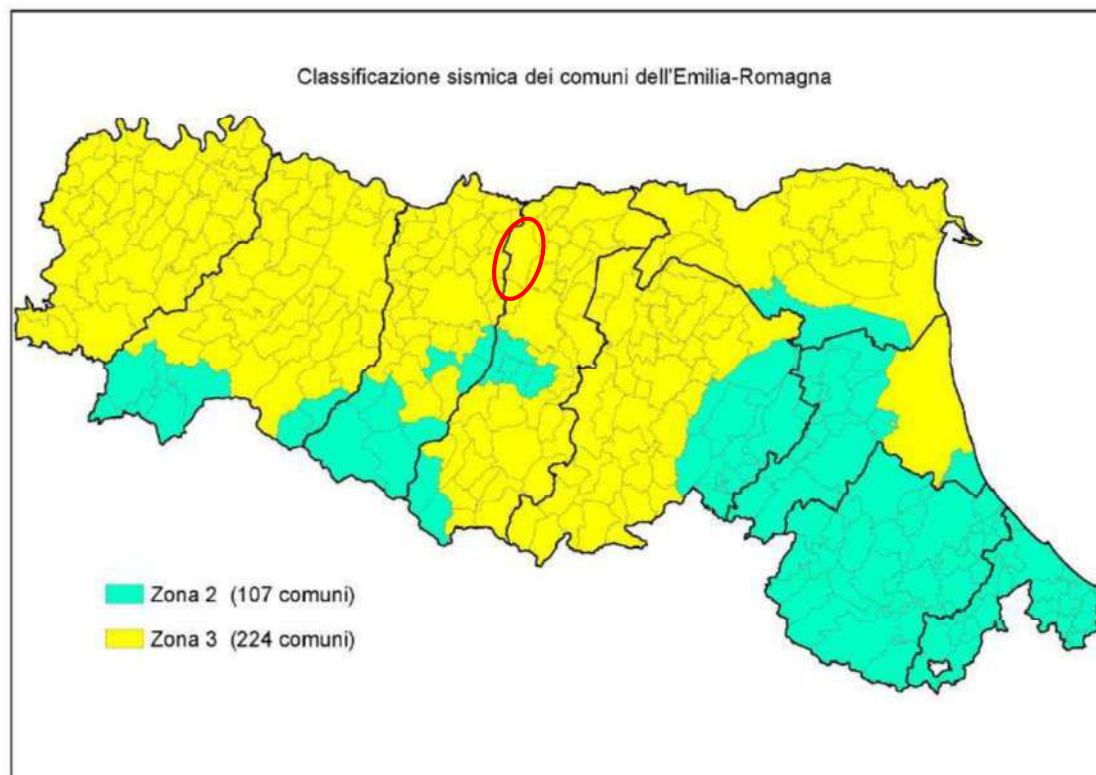 Classificazione sismica dei comuni dell'Emilia-Romagna
Zona 2 (107 comuni)
Zona 3 (224 comuni)